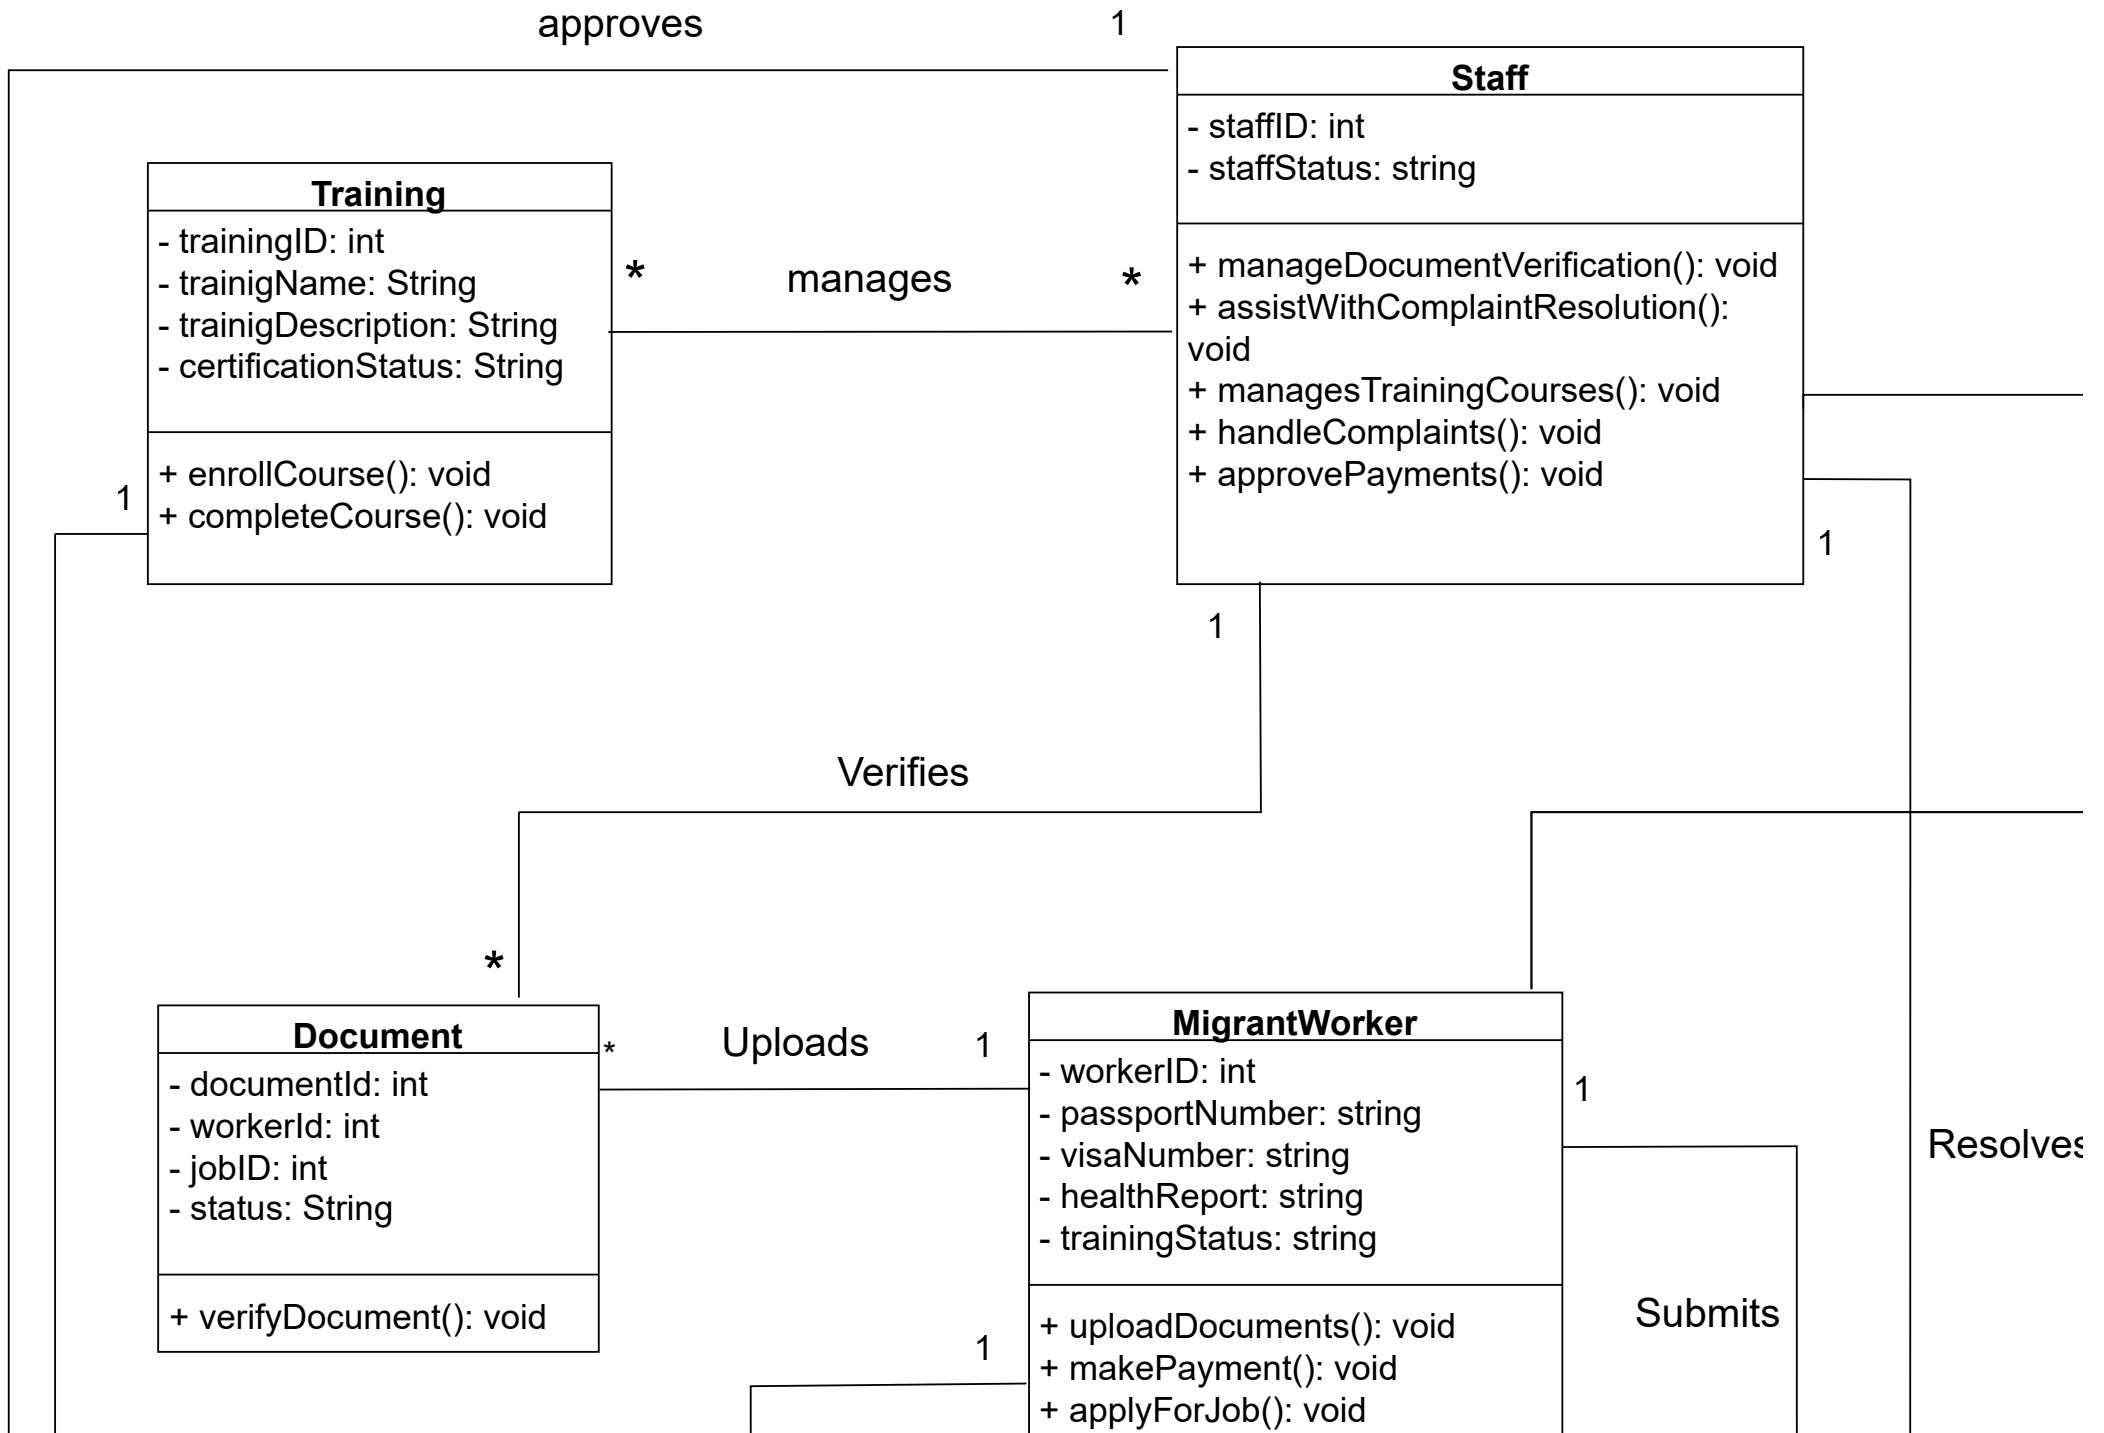 approves
1
Staff
- staffID: int
- staffStatus: string
+ manageDocumentVerification(): void
+ assistWithComplaintResolution():
void
+ managesTrainingCourses(): void
+ handleComplaints(): void
+ approvePayments(): void
Training
- trainingID: int
- trainigName: String
- trainigDescription: String
- certificationStatus: String
+ enrollCourse(): void
+ completeCourse(): void
*
manages
*
1
1
1
Verifies
*
Document
- documentId: int
- workerId: int
- jobID: int
- status: String
+ verifyDocument(): void
*
Uploads
1
MigrantWorker
- workerID: int
- passportNumber: string
- visaNumber: string
- healthReport: string
- trainingStatus: string
+ uploadDocuments(): void
+ makePayment(): void
+ applyForJob(): void
1
Resolves
Submits
1